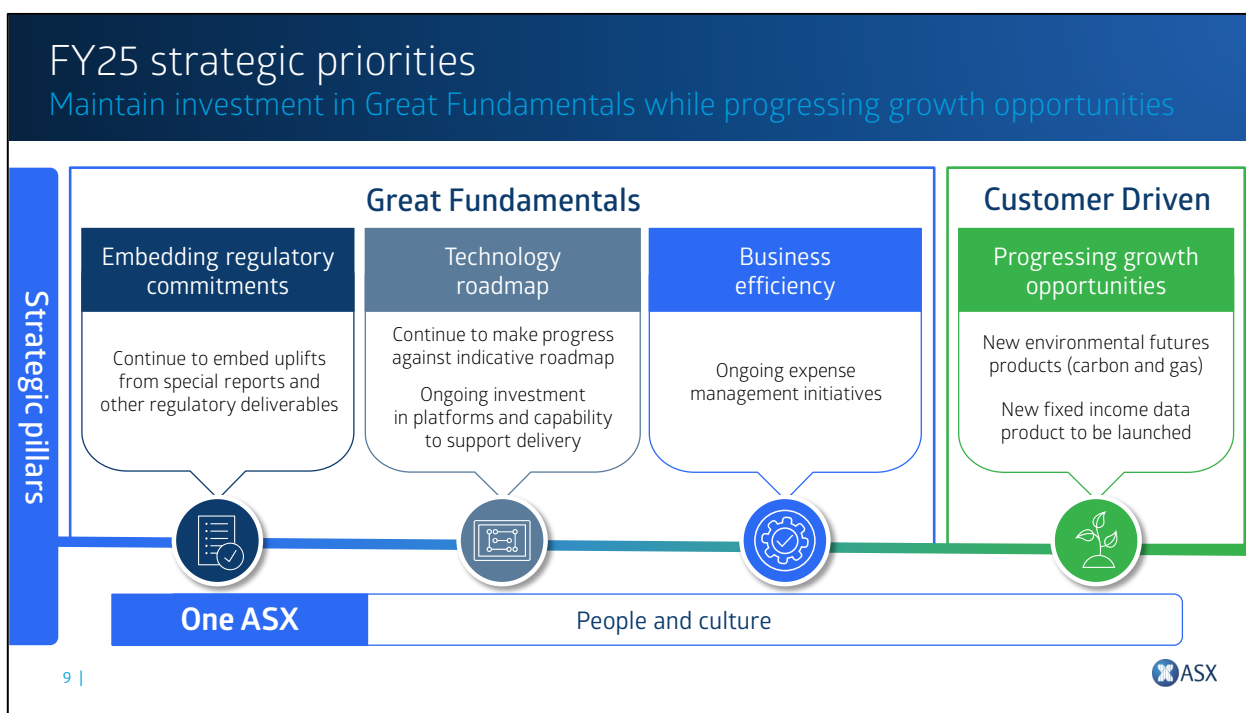 FY25 strategic priorities
Maintain investment in Great Fundamentals while progressing growth opportunities
Strategic pillars
Great Fundamentals
Embedding regulatory
commitments
Continue to embed uplifts
from special reports and
other regulatory deliverables
Technology
roadmap
Continue to make progress
against indicative roadmap
Ongoing investment
in platforms and capability
to support delivery
Business
efficiency
Ongoing expense
management initiatives
Customer Driven
Progressing growth
opportunities
New environmental futures
products (carbon and gas)
New fixed income data
product to be launched
One ASX
People and culture
9 |
ASX